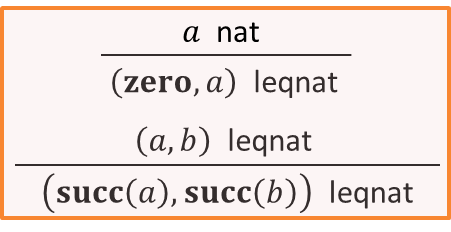 a nat
(zero, a) leqnat
(a, b) leqnat
(succ(a), succ(b)) leqnat